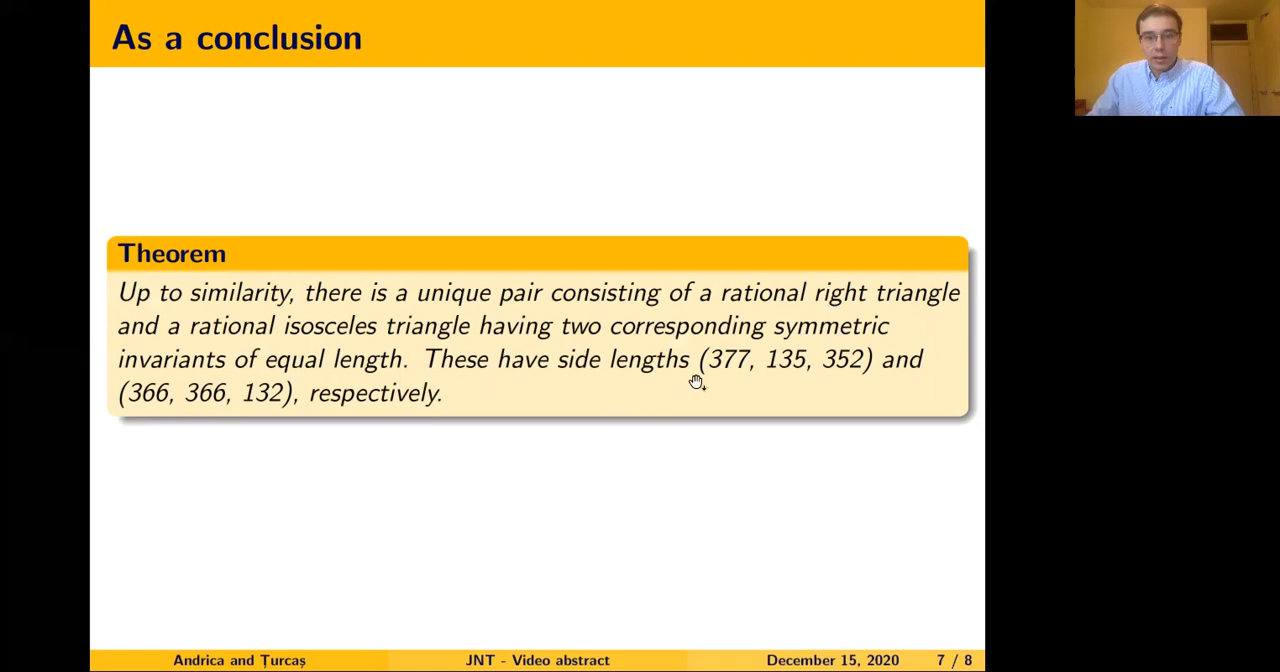 As a conclusion
Theorem
Up to similarity, there is a unique pair consisting of a rational right triangle
and a rational isosceles triangle having two corresponding symmetric
invariants of equal length. These have side lengths (377, 135, 352) and
(366, 366, 132), respectively.
Andrica and Țurcaș JNT - Video abstract December 15, 2020 7 / 8